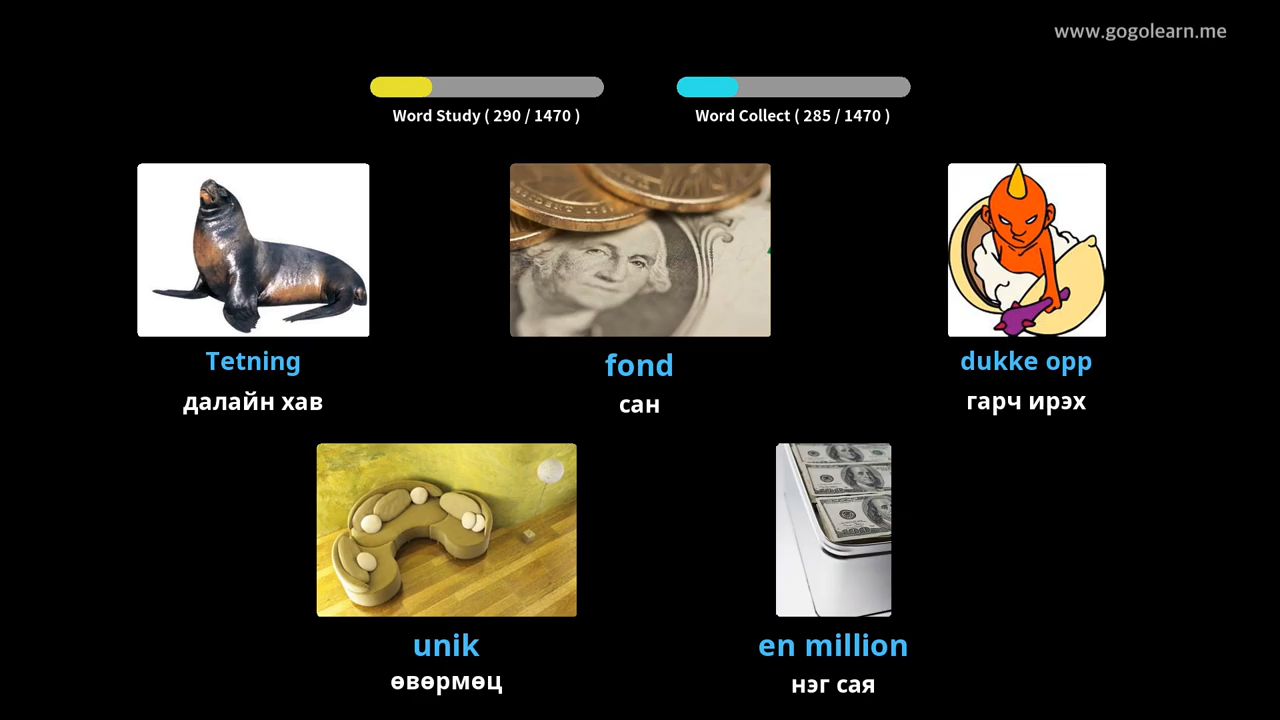 www.gogolearn.me
Word Study ( 290 / 1470 )
Word Collect ( 285 / 1470 )
Tetning
далайн хав
fond
сан
dukke opp
гарч ирэх
unik
өвөрмөц
en million
нэг сая